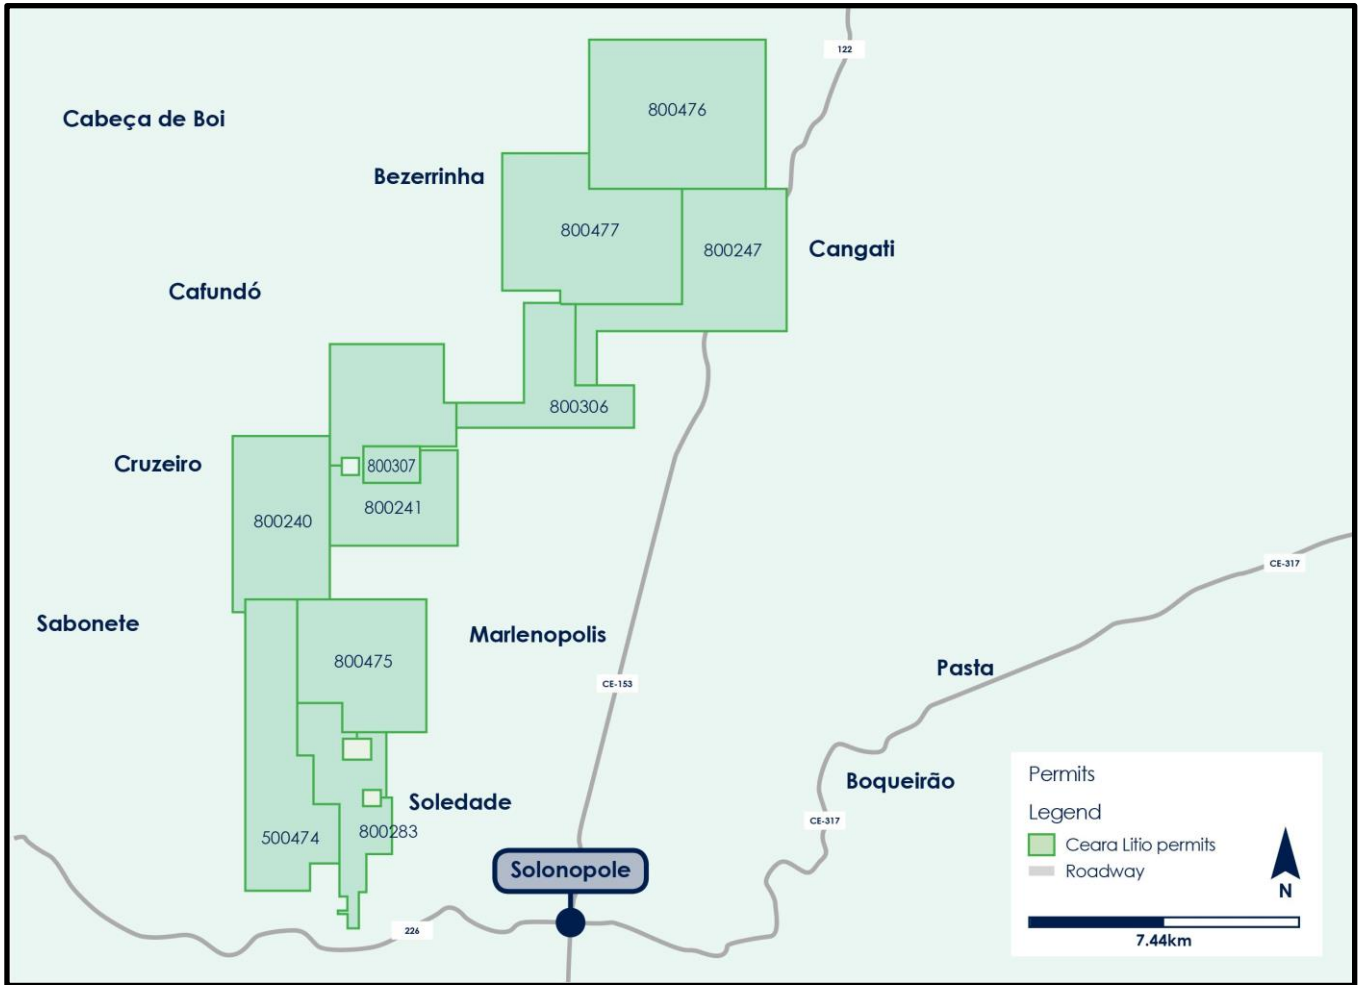 122
Cabeça de Boi
800476
Bezerrinha
800477
800247
Cangati
Cafundó
800306
Cruzeiro
800307
800241
800240
CE-317
Sabonete
Marlenopolis
800475
Pasta
CE-153
Boqueirão
Permits
Legend
Ceara Litio permits
Roadway
N
7.44km
Soledade
CE-317
800283
500474
Solonopole
226